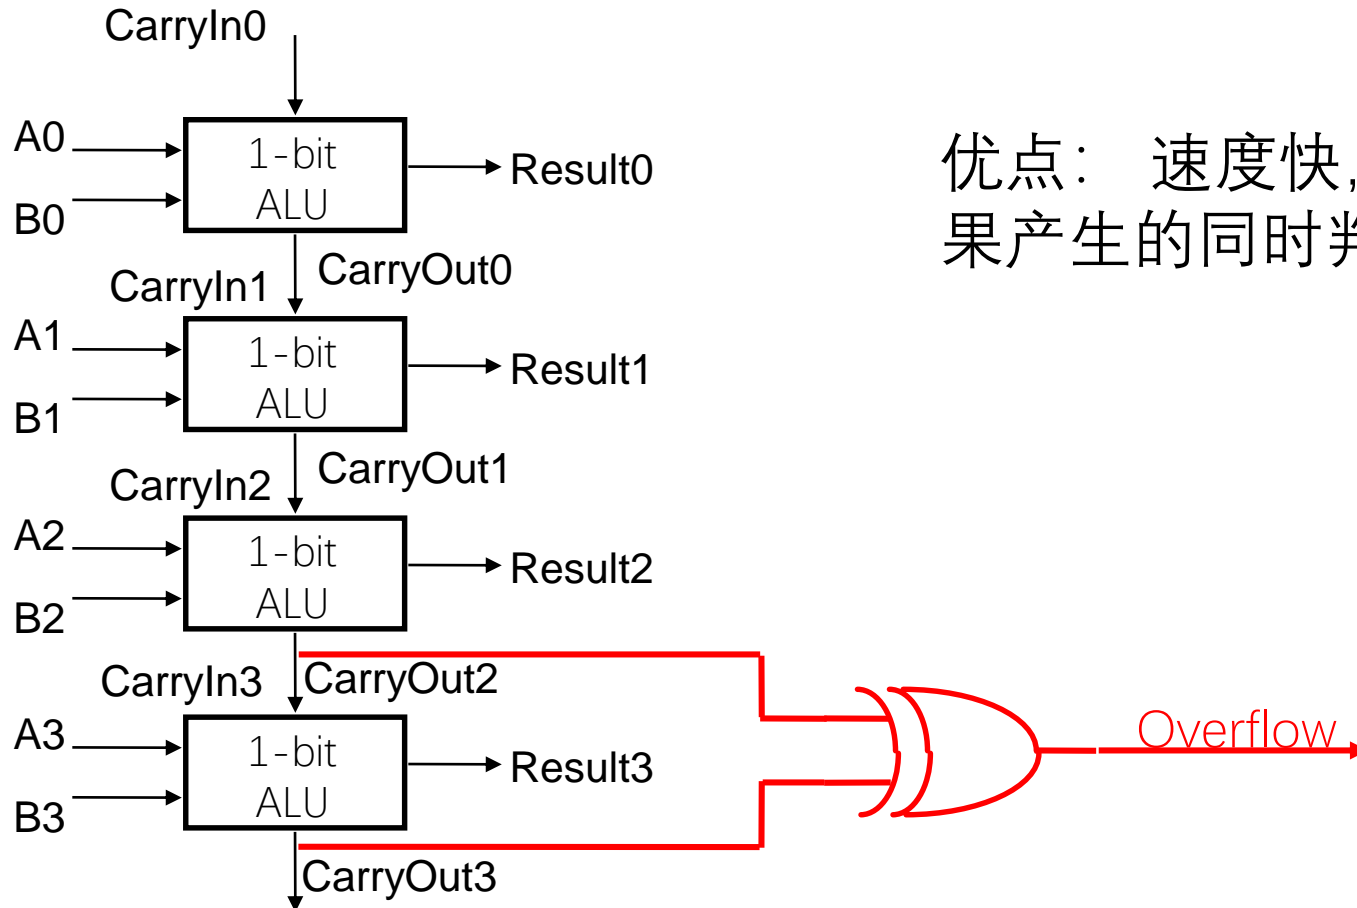 CarryIn0
A0
B0
1-bit
ALU
Result0
优点： 速度快，
果产生的同时
CarryIn1
CarryOut0
A1
B1
1-bit
ALU
Result1
CarryIn2
CarryOut1
A2
B2
1-bit
ALU
Result2
CarryIn3
CarryOut2
A3
B3
1-bit
ALU
Result3
Overflow
CarryOut3